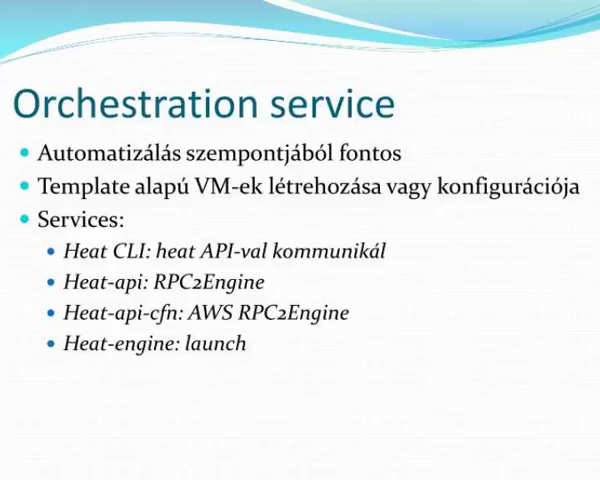 Orchestration service
Automatizálás szempontjából fontos
Template alapú VM-ek létrehozása vagy konfigurációja
Services:
Heat CLI: heat API-val kommunikál
Heat-api: RPC2Engine
Heat-api-cfn: AWS RPC2Engine
Heat-engine: launch